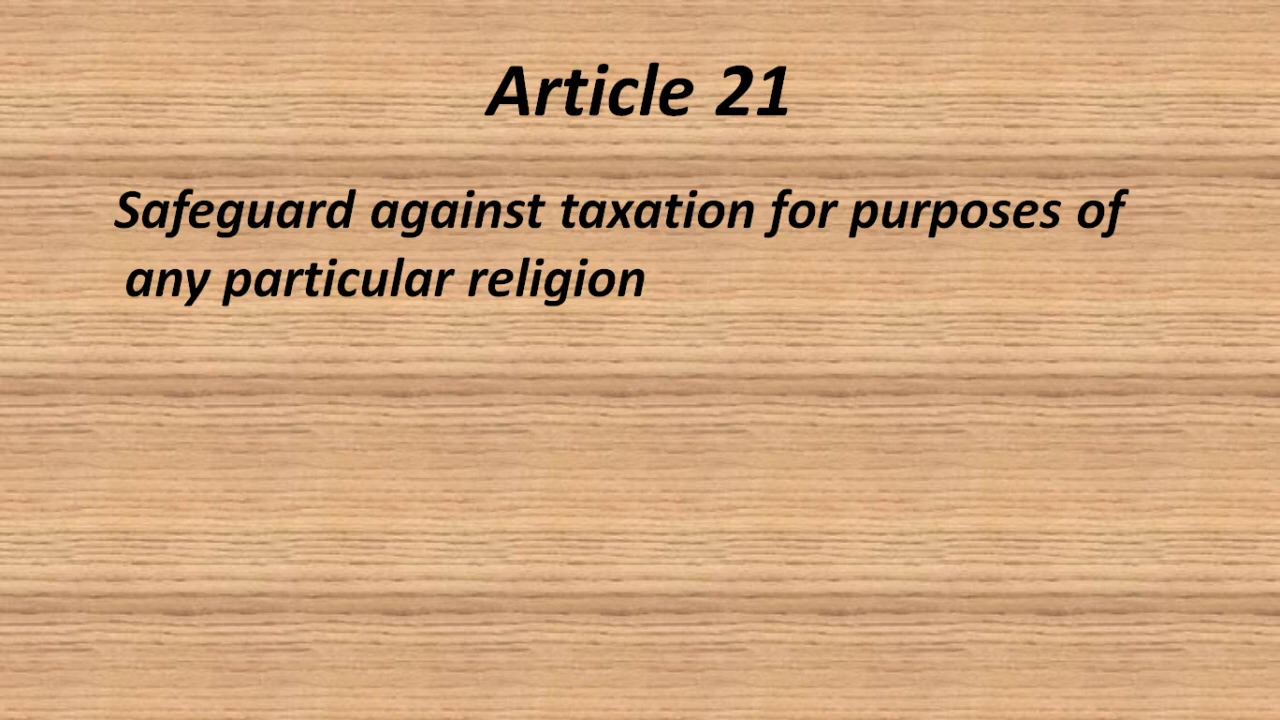 Article 21
Safeguard against taxation for purposes of
any particular religion